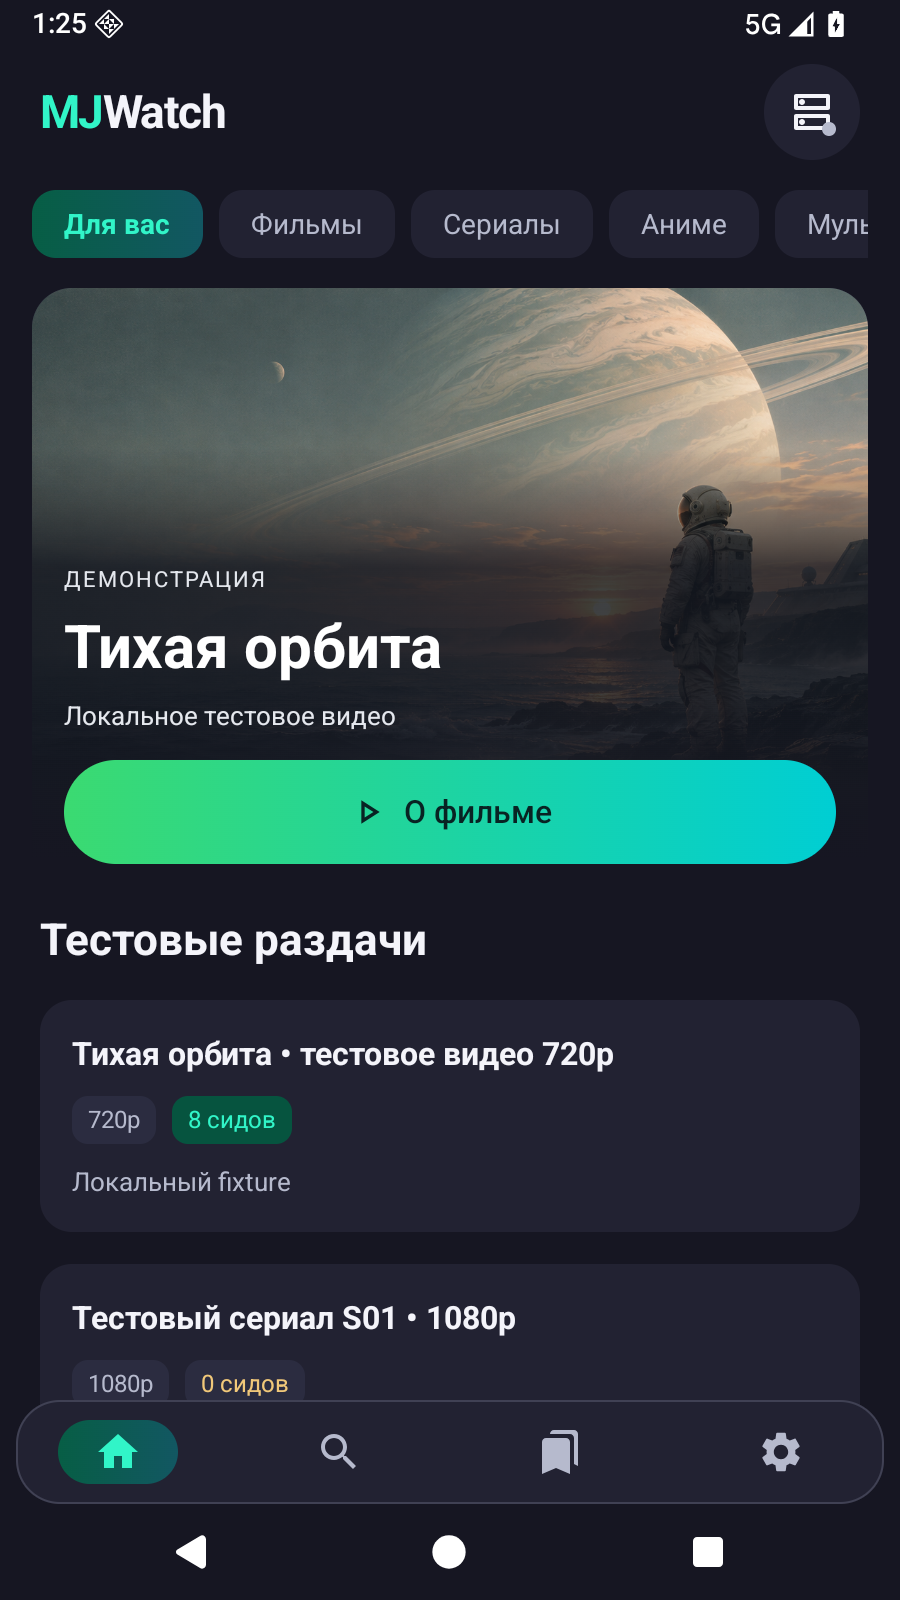 1:25
5G
MJWatch
Для вас
Фильмы
Сериалы
Аниме
Муль
ДЕМОНСТРАЦИЯ
Тихая орбита
Локальное тестовое видео
О фильме
Тестовые раздачи
Тихая орбита • тестовое видео 720p
720p
8 сидов
Локальный fixture
Тестовый сериал S01 • 1080p
1080p
0 сидов